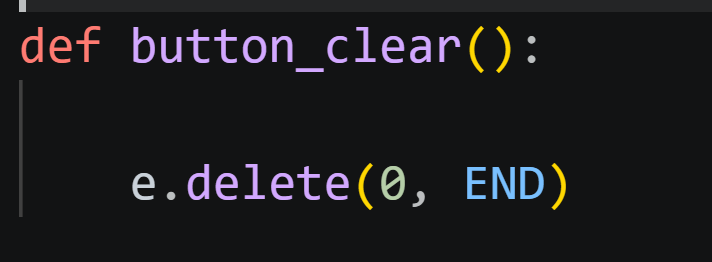 def button_clear():
e.delete(0, END)